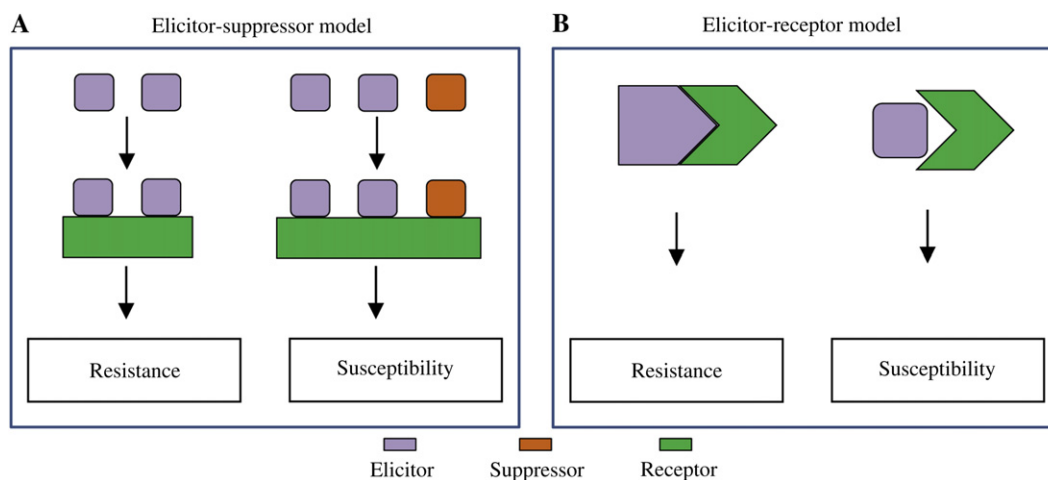 A
Elicitor-suppressor model
Resistance
Susceptibility
B
Elicitor-receptor model
Resistance
Susceptibility
Elicitor
Suppressor
Receptor